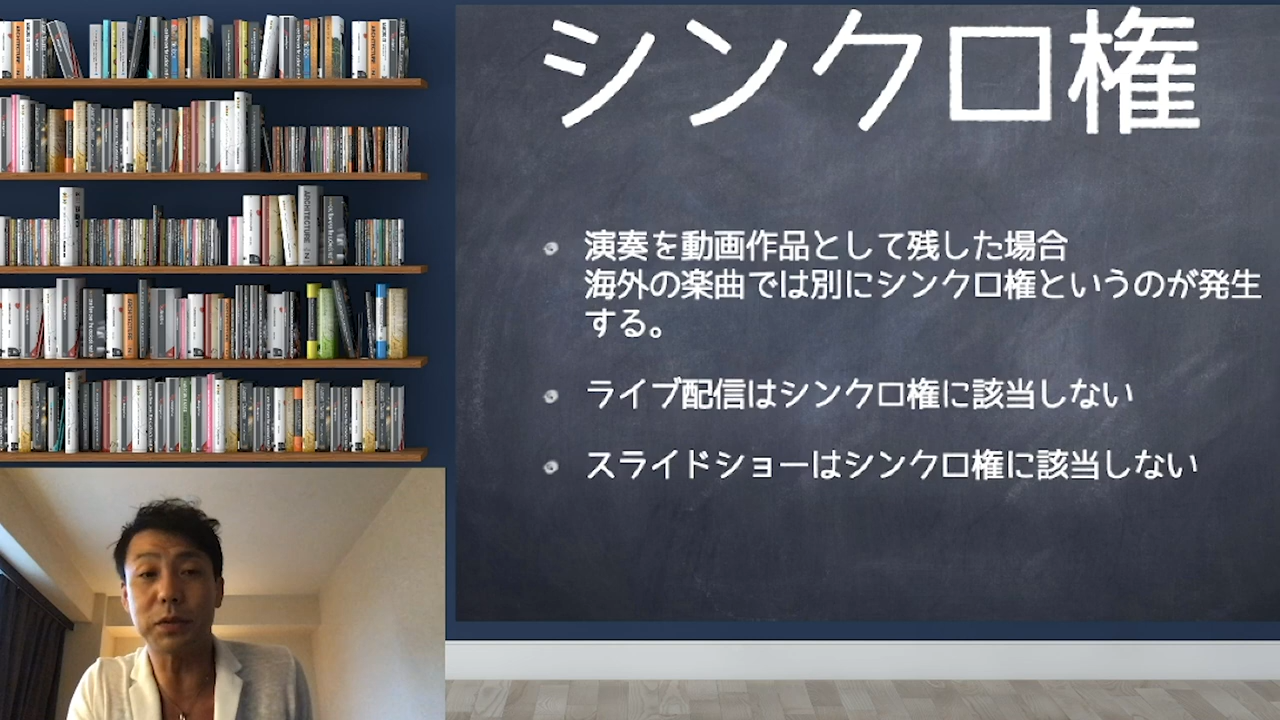 シンクロ権
演奏を動画作品として残した場合
海外の楽曲では別にシンクロ権というのが発生
する。
ライブ配信はシンクロ権に該当しない
スライドショーはシンクロ権に該当しない
ARCHITECTURE